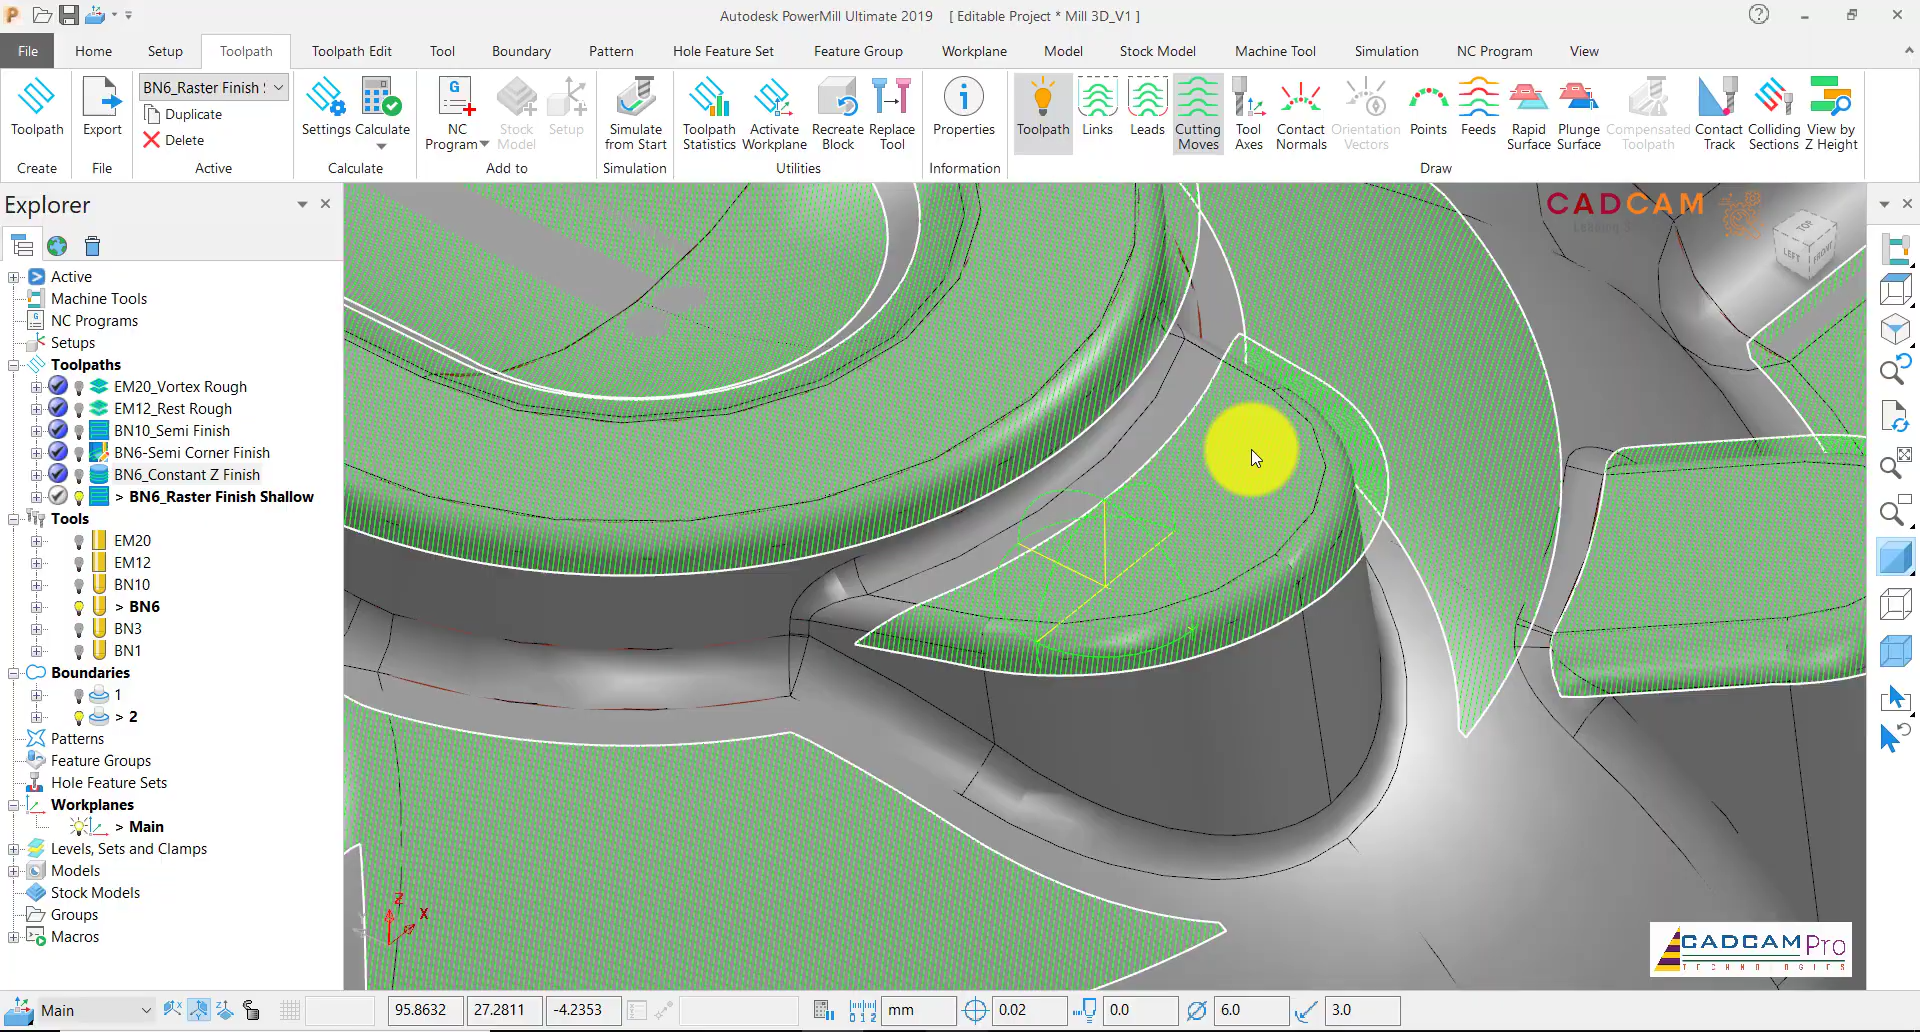 Autodesk PowerMill Ultimate 2019 [ Editable Project * Mill 3D_V1 ]
File Home Setup Toolpath Toolpath Edit Tool Boundary Pattern Hole Feature Set Feature Group Workplane Model Stock Model Machine Tool Simulation NC Program View
Toolpath
Create
Export
File
BN6_Raster Finish S
Duplicate
Delete
Active
Settings
Calculate
Calculate
NC Program
Stock Model
Setup
Add to
Simulate from Start
Simulation
Toolpath Statistics
Activate Workplane
Recreate Block
Replace Tool
Utilities
Properties
Information
Toolpath
Links
Leads
Cutting Moves
Tool Axes
Contact Normals
Orientation Vectors
Points
Feeds
Rapid Surface
Plunge Surface
Compensated Toolpath
Contact Track
Colliding Sections
View by Z Height
Draw
Explorer
Active
Machine Tools
NC Programs
Setups
Toolpaths
EM20_Vortex Rough
EM12_Rest Rough
BN10_Semi Finish
BN6-Semi Corner Finish
BN6_Constant Z Finish
> BN6_Raster Finish Shallow
Tools
EM20
EM12
BN10
> BN6
BN3
BN1
Boundaries
1
> 2
Patterns
Feature Groups
Hole Feature Sets
Workplanes
> Main
Levels, Sets and Clamps
Models
Stock Models
Groups
Macros
CADCAM
TOP
LEFT
FRONT
Z
X
CADCAM Pro
TECHNOLOGIES
Main 95.8632 27.2811 -4.2353 mm 0.02 0.0 6.0 3.0